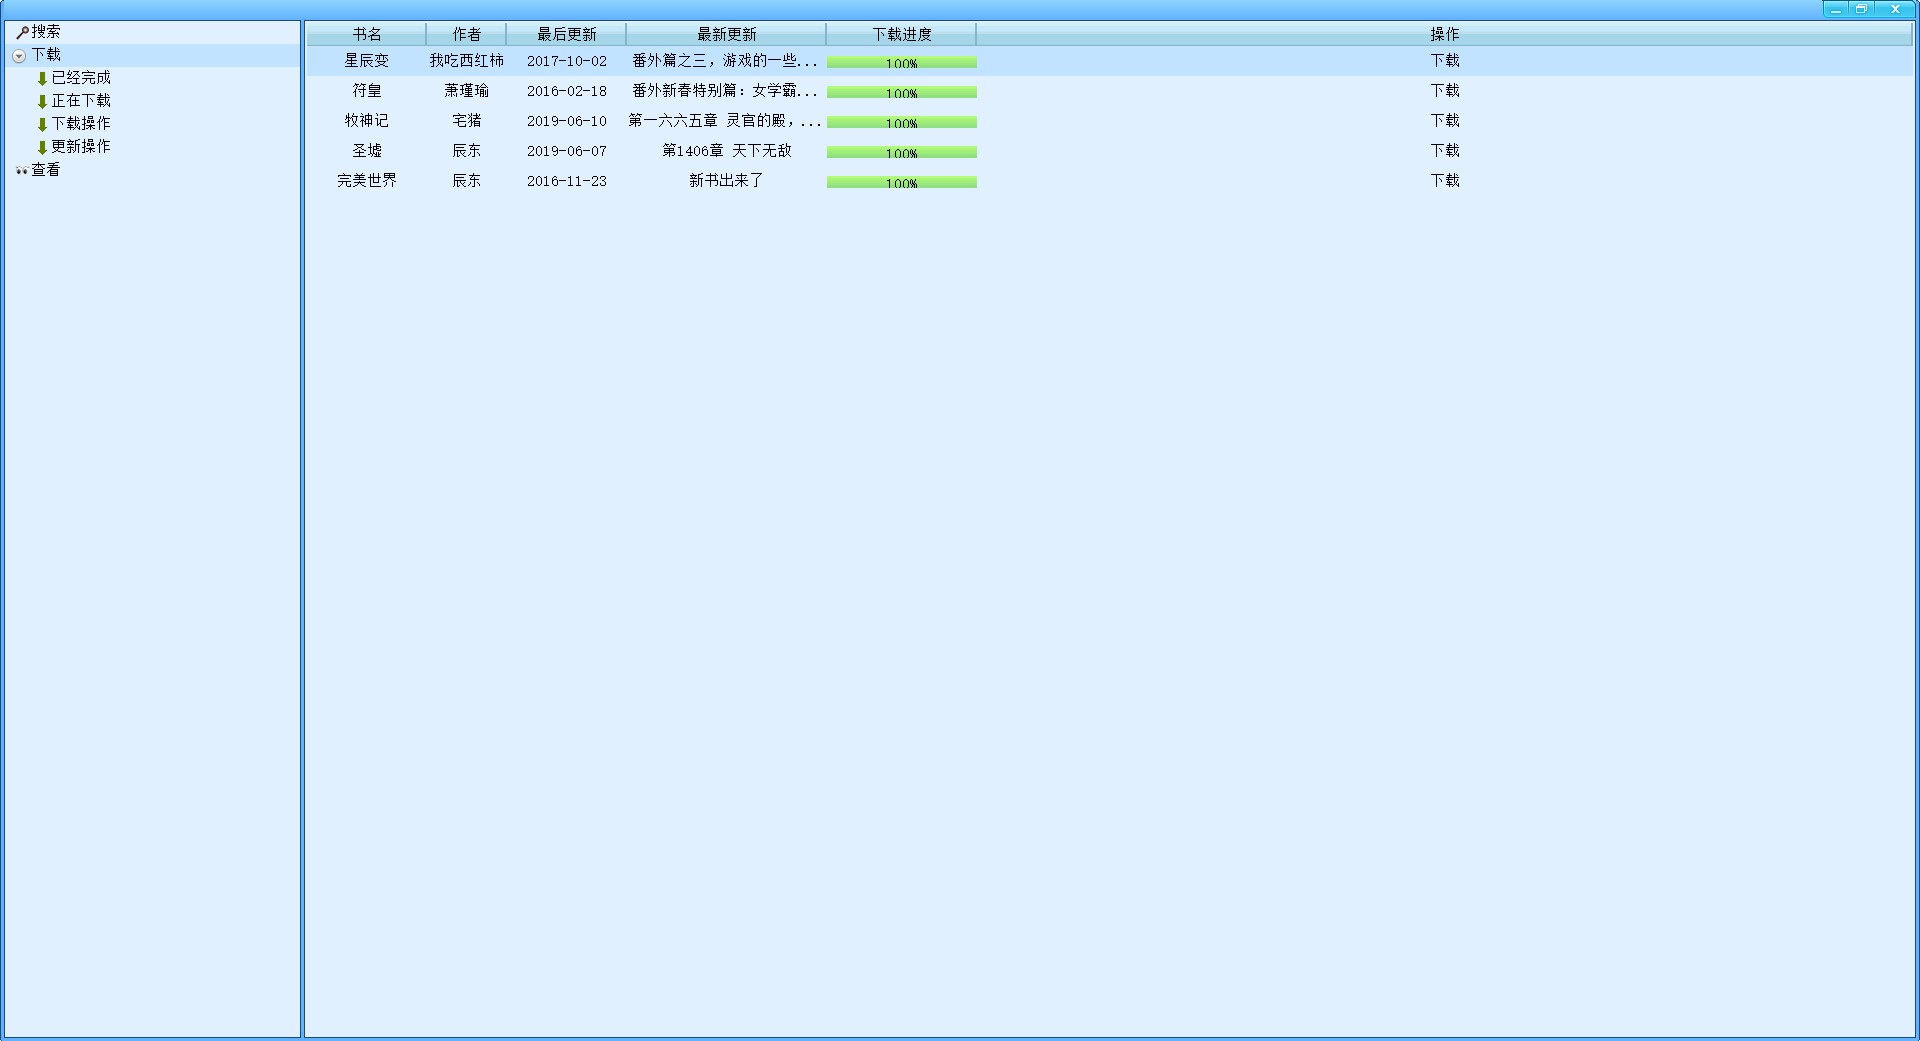 搜索
下载
已经完成
正在下载
下载操作
更新操作
查看
书名 作者 最后更新 最新更新 下载进度 操作
星辰变 我吃西红柿 2017-10-02 番外篇之三，游戏的一些... 100% 下载
符皇 萧瑾瑜 2016-02-18 番外新春特别篇：女学霸... 100% 下载
牧神记 宅猪 2019-06-10 第一六六五章 灵官的殿，... 100% 下载
圣墟 辰东 2019-06-07 第1406章 天下无敌 100% 下载
完美世界 辰东 2016-11-23 新书出来了 100% 下载